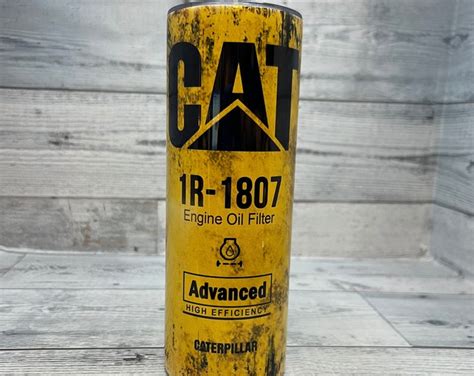 CAT
1R-1807
Engine Oil Filter
Advanced
HIGH EFFICIENCY
CATERPILLAR